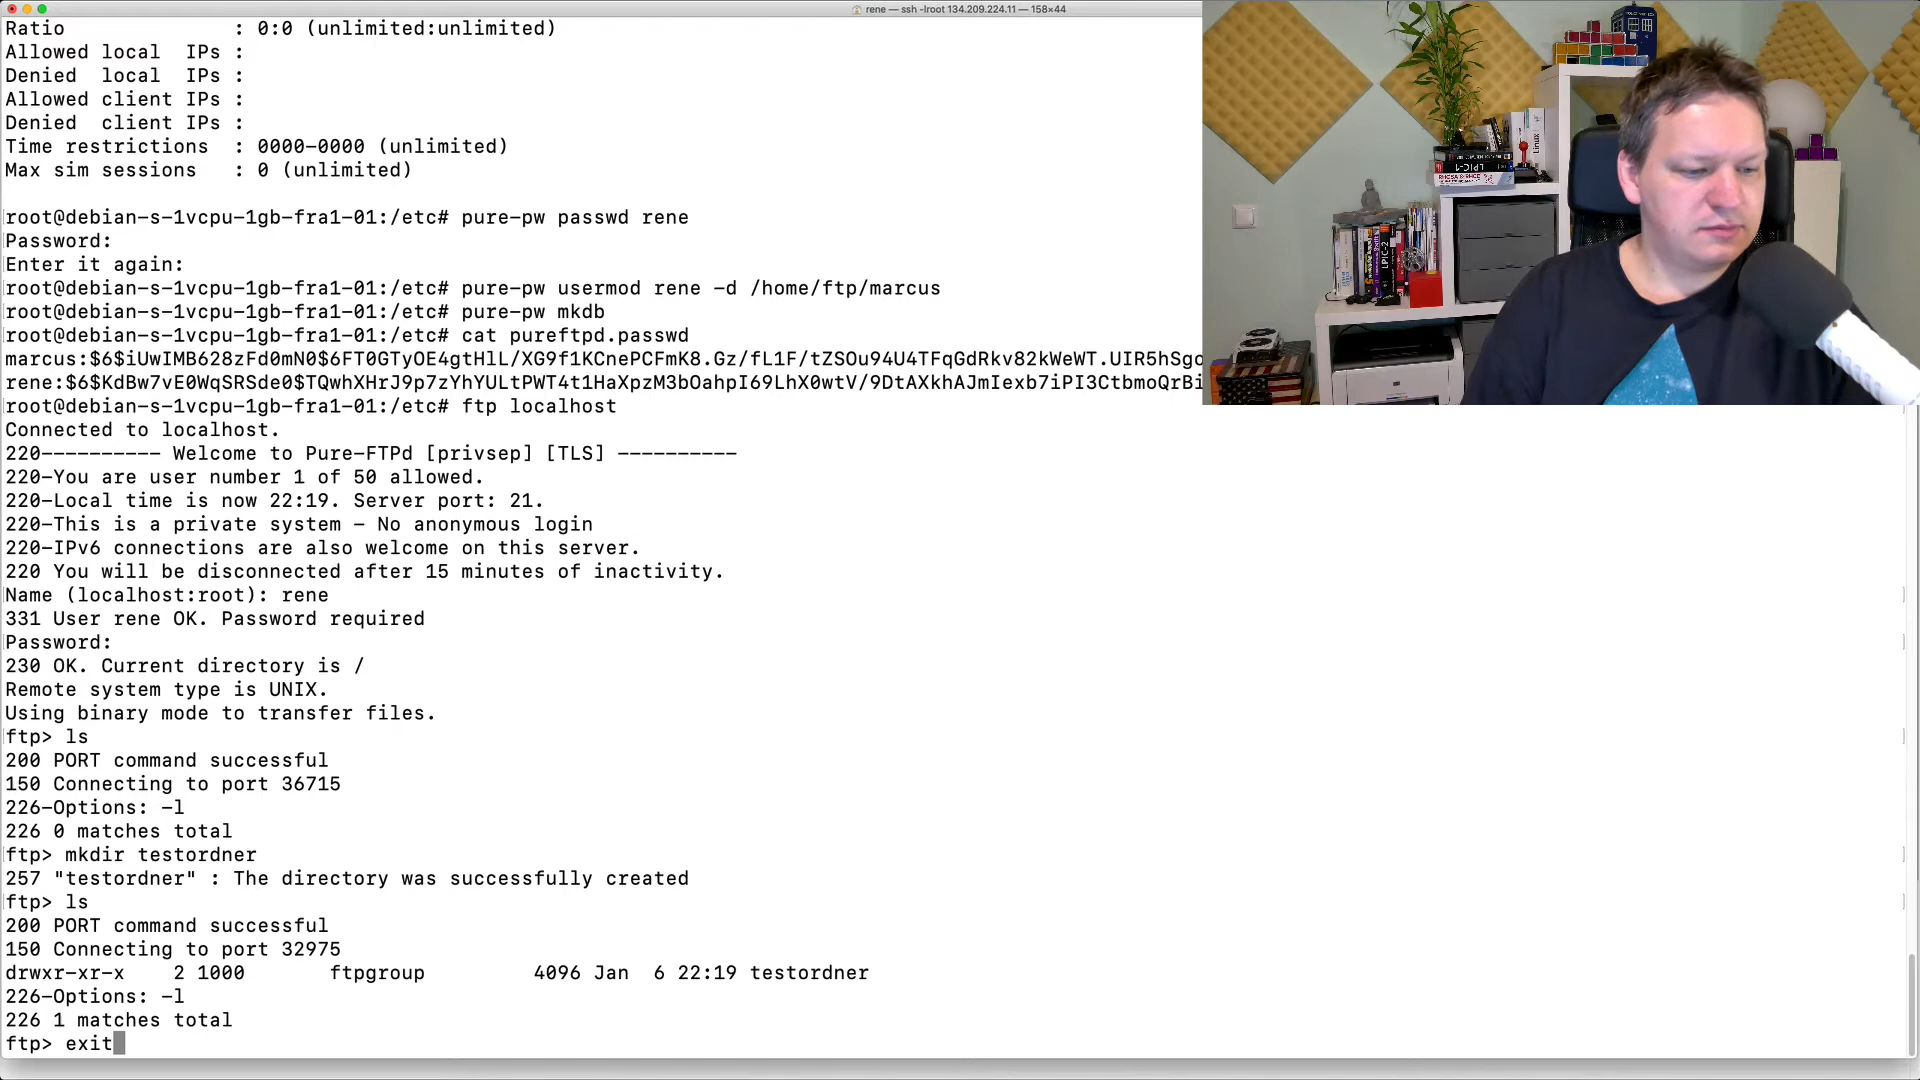 rene — ssh -lroot 134.209.224.11 — 158×44
Ratio : 0:0 (unlimited:unlimited)
Allowed local IPs :
Denied local IPs :
Allowed client IPs :
Denied client IPs :
Time restrictions : 0000-0000 (unlimited)
Max sim sessions : 0 (unlimited)
root@debian-s-1vcpu-1gb-fra1-01:/etc# pure-pw passwd rene
Password:
Enter it again:
root@debian-s-1vcpu-1gb-fra1-01:/etc# pure-pw usermod rene -d /home/ftp/marcus
root@debian-s-1vcpu-1gb-fra1-01:/etc# pure-pw mkdb
root@debian-s-1vcpu-1gb-fra1-01:/etc# cat pureftpd.passwd
marcus:$6$iUwIMB628zFd0mN0$6FT0GTyOE4gtHlL/XG9f1KCnePCFmK8.Gz/fL1F/tZSOu94U4TFqGdRkv82kWeWT.UIR5hSgo
rene:$6$KdBw7vE0WqSRSde0$TQwhXHrJ9p7zYhYULtPWT4t1HaXpzM3bOahpI69LhX0wtV/9DtAXkhAJmIexb7iPI3CtbmoQrBi
root@debian-s-1vcpu-1gb-fra1-01:/etc# ftp localhost
Connected to localhost.
220---------- Welcome to Pure-FTPd [privsep] [TLS] ----------
220-You are user number 1 of 50 allowed.
220-Local time is now 22:19. Server port: 21.
220-This is a private system - No anonymous login
220-IPv6 connections are also welcome on this server.
220 You will be disconnected after 15 minutes of inactivity.
Name (localhost:root): rene
331 User rene OK. Password required
Password:
230 OK. Current directory is /
Remote system type is UNIX.
Using binary mode to transfer files.
ftp> ls
200 PORT command successful
150 Connecting to port 36715
226-Options: -l
226 0 matches total
ftp> mkdir testordner
257 "testordner" : The directory was successfully created
ftp> ls
200 PORT command successful
150 Connecting to port 32975
drwxr-xr-x 2 1000 ftpgroup 4096 Jan 6 22:19 testordner
226-Options: -l
226 1 matches total
ftp> exit
Linux
LPIC-1
LPIC-2